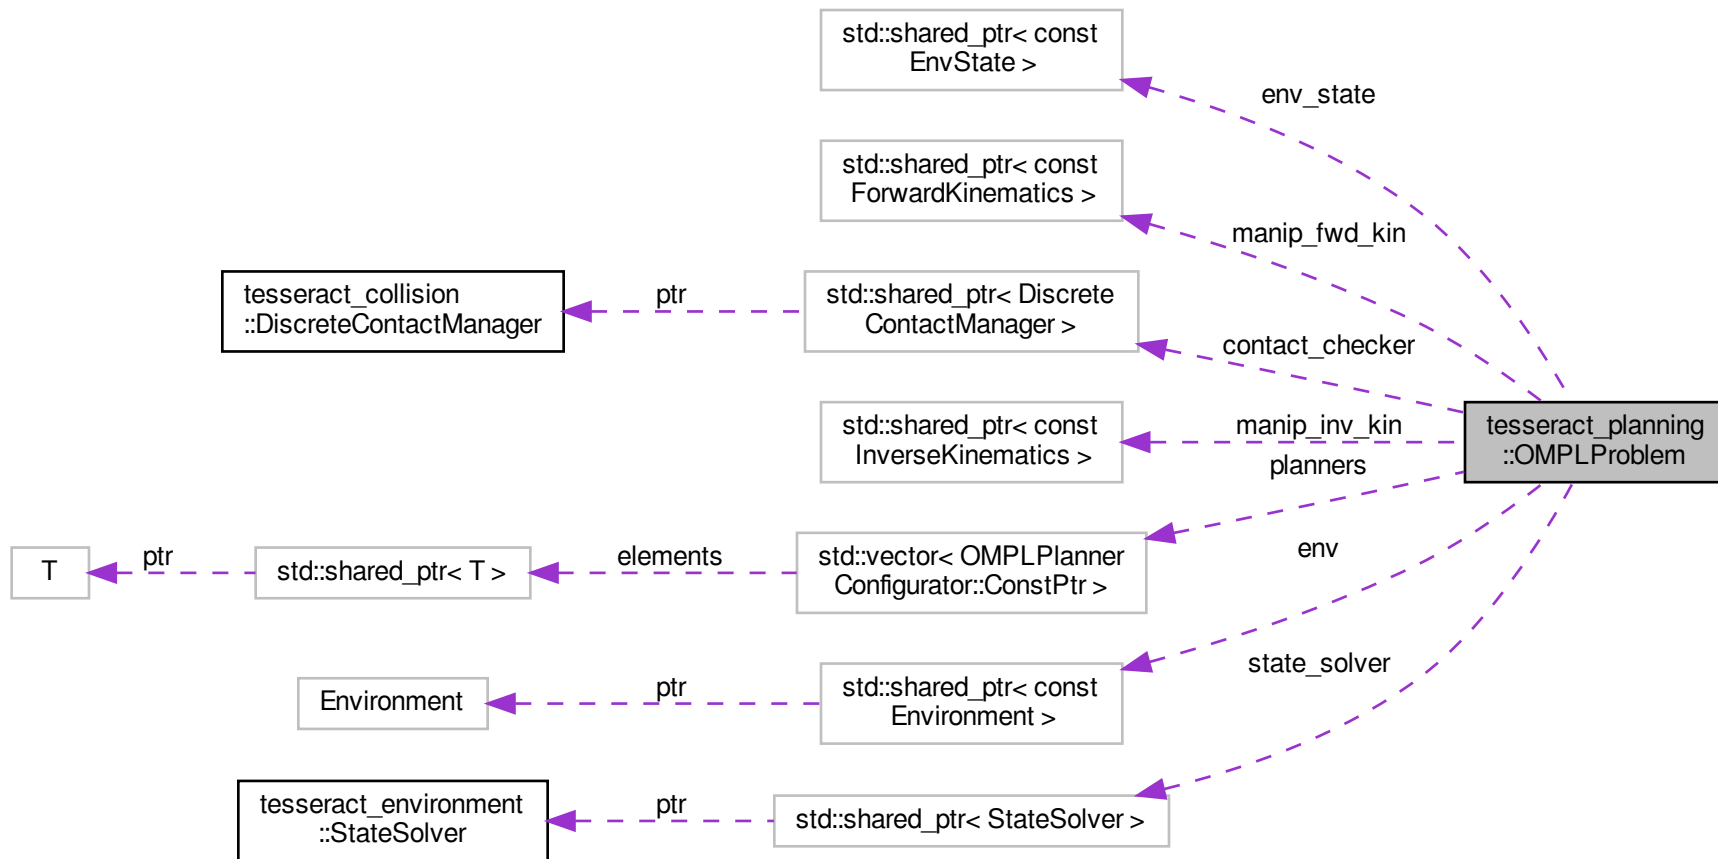 std::shared_ptr< const
EnvState >
env_state
std::shared_ptr< const
ForwardKinematics >
manip_fwd_kin
tesseract_collision
::DiscreteContactManager
ptr
std::shared_ptr< Discrete
ContactManager >
contact_checker
std::shared_ptr< const
InverseKinematics >
manip_inv_kin
tesseract_planning
::OMPLProblem
planners
T
ptr
std::shared_ptr< T >
elements
std::vector< OMPLPlanner
Configurator::ConstPtr >
env
Environment
ptr
std::shared_ptr< const
Environment >
state_solver
tesseract_environment
::StateSolver
ptr
std::shared_ptr< StateSolver >